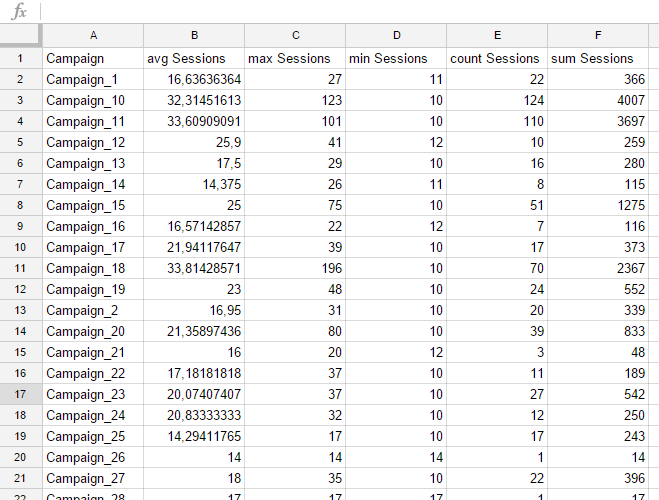 fx
A B C D E F
1 Campaign avg Sessions max Sessions min Sessions count Sessions sum Sessions
2 Campaign_1 16,63636364 27 11 22 366
3 Campaign_10 32,31451613 123 10 124 4007
4 Campaign_11 33,60909091 101 10 110 3697
5 Campaign_12 25,9 41 12 10 259
6 Campaign_13 17,5 29 10 16 280
7 Campaign_14 14,375 26 11 8 115
8 Campaign_15 25 75 10 51 1275
9 Campaign_16 16,57142857 22 12 7 116
10 Campaign_17 21,94117647 39 10 17 373
11 Campaign_18 33,81428571 196 10 70 2367
12 Campaign_19 23 48 10 24 552
13 Campaign_2 16,95 31 10 20 339
14 Campaign_20 21,35897436 80 10 39 833
15 Campaign_21 16 20 12 3 48
16 Campaign_22 17,18181818 37 10 11 189
17 Campaign_23 20,07407407 37 10 27 542
18 Campaign_24 20,83333333 32 10 12 250
19 Campaign_25 14,29411765 17 10 17 243
20 Campaign_26 14 14 14 1 14
21 Campaign_27 18 35 10 22 396
22 Campaign_28 17 17 17 1 17